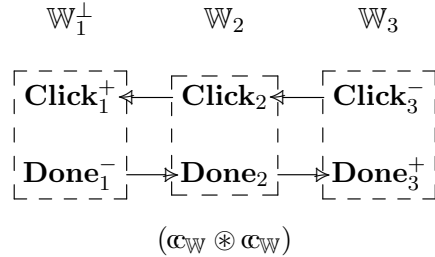 𝕎₁^⊥ 𝕎₂ 𝕎₃
Click₁⁺ Click₂ Click₃⁻
Done₁⁻ Done₂ Done₃⁺
(𝕔𝕔_𝕎 ⊛ 𝕔𝕔_𝕎)